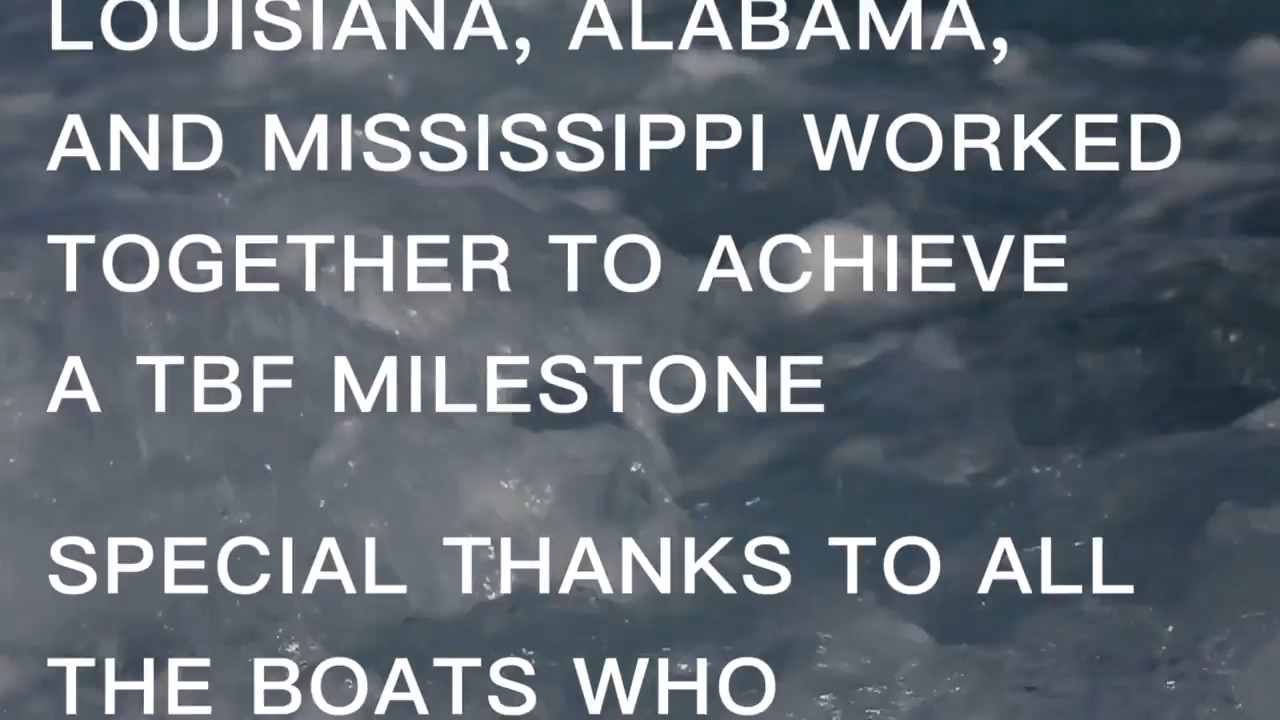 LOUISIANA, ALABAMA,
AND MISSISSIPPI WORKED
TOGETHER TO ACHIEVE
A TBF MILESTONE
SPECIAL THANKS TO ALL
THE BOATS WHO